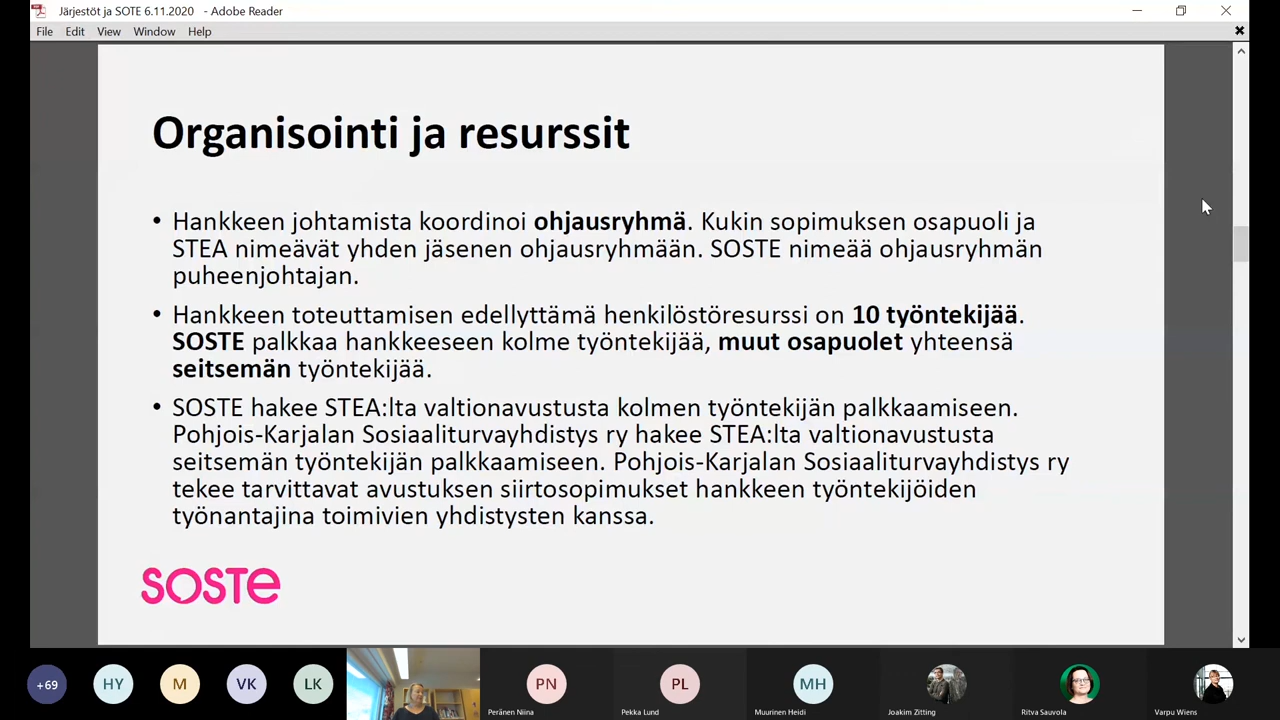 Järjestöt ja SOTE 6.11.2020 - Adobe Reader
File Edit View Window Help
Organisointi ja resurssit
• Hankkeen johtamista koordinoi ohjausryhmä. Kukin sopimuksen osapuoli ja
STEA nimeävät yhden jäsenen ohjausryhmään. SOSTE nimeää ohjausryhmän
puheenjohtajan.
• Hankkeen toteuttamisen edellyttämä henkilöstöresurssi on 10 työntekijää.
SOSTE palkkaa hankkeeseen kolme työntekijää, muut osapuolet yhteensä
seitsemän työntekijää.
• SOSTE hakee STEA:lta valtionavustusta kolmen työntekijän palkkaamiseen.
Pohjois-Karjalan Sosiaaliturvayhdistys ry hakee STEA:lta valtionavustusta
seitsemän työntekijän palkkaamiseen. Pohjois-Karjalan Sosiaaliturvayhdistys ry
tekee tarvittavat avustuksen siirtosopimukset hankkeen työntekijöiden
työnantajina toimivien yhdistysten kanssa.
SOSTE
+69 HY M VK LK PN PL MH
Peränen Niina Pekka Lund Muurinen Heidi Joakim Zitting Ritva Sauvola Varpu Wiens